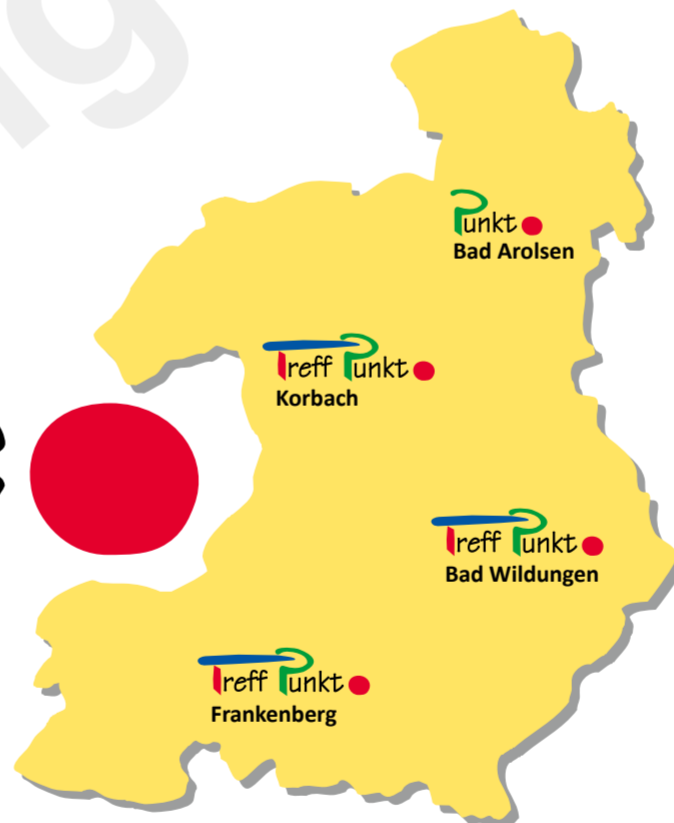 Punkt
Bad Arolsen
Treff Punkt
Korbach
Treff Punkt
Bad Wildungen
Treff Punkt
Frankenberg